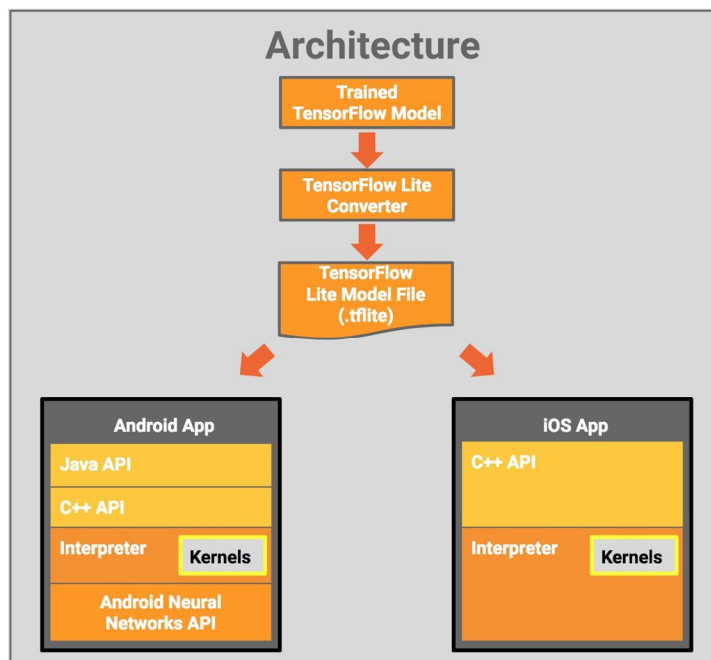 Architecture
Trained
TensorFlow Model
TensorFlow Lite
Converter
TensorFlow
Lite Model File
(.tflite)
Android App
Java API
C++ API
Interpreter
Kernels
Android Neural
Networks API
iOS App
C++ API
Interpreter
Kernels